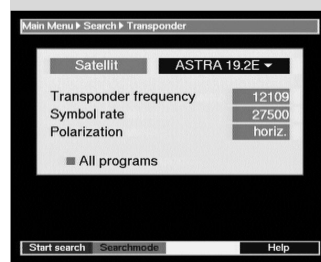 Main Menu ▶ Search ▶ Transponder
Satellit ASTRA 19.2E ▾
Transponder frequency 12109
Symbol rate 27500
Polarization horiz.
All programs
Start search Searchmode Help